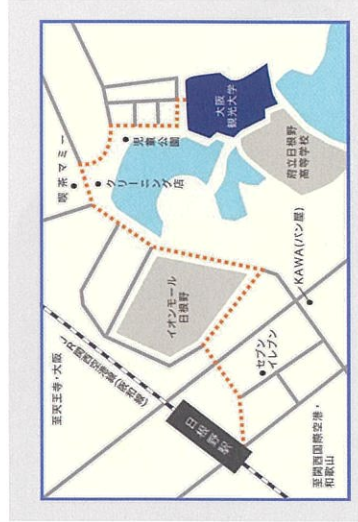 至天王寺・大阪
JR関西空港線(阪和線)
日根野駅
至関西国際空港・
和歌山
セブン
イレブン
KAWA(パン屋)
イオンモール
日根野
喫茶マミー
クリーニング店
児童公園
大阪
観光大学
府立日根野
高等学校